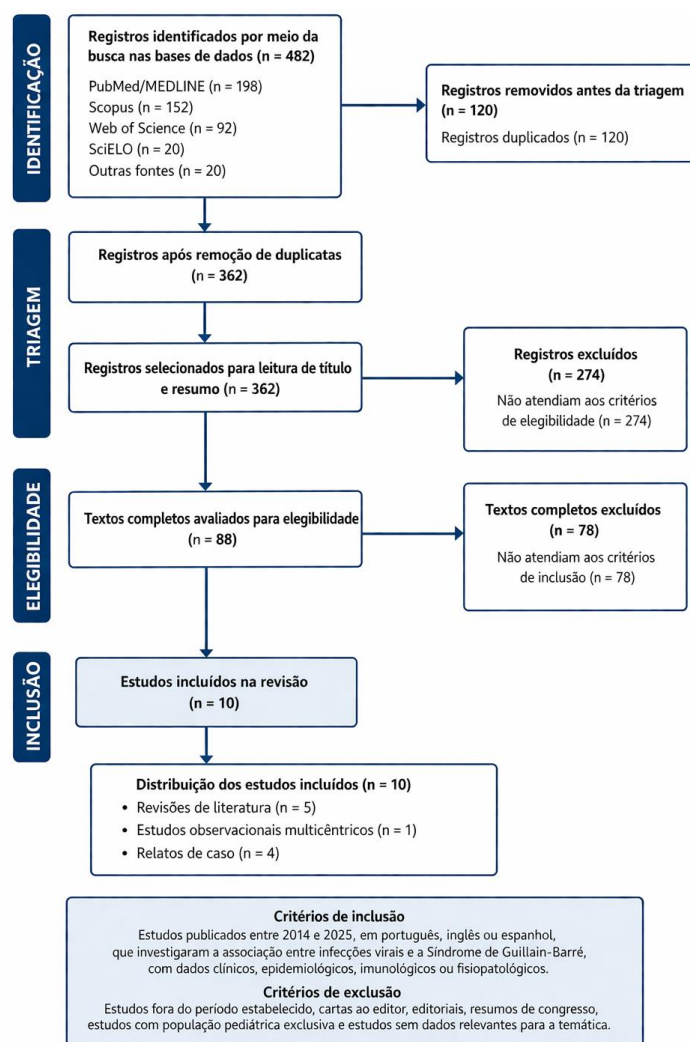 IDENTIFICAÇÃO
Registros identificados por meio da
busca nas bases de dados (n = 482)
PubMed/MEDLINE (n = 198)
Scopus (n = 152)
Web of Science (n = 92)
SciELO (n = 20)
Outras fontes (n = 20)
Registros removidos antes da triagem
(n = 120)
Registros duplicados (n = 120)
TRIAGEM
Registros após remoção de duplicatas
(n = 362)
Registros selecionados para leitura de título
e resumo (n = 362)
Registros excluídos
(n = 274)
Não atendiam aos critérios
de elegibilidade (n = 274)
ELEGIBILIDADE
Textos completos avaliados para elegibilidade
(n = 88)
Textos completos excluídos
(n = 78)
Não atendiam aos critérios
de inclusão (n = 78)
INCLUSÃO
Estudos incluídos na revisão
(n = 10)
Distribuição dos estudos incluídos (n = 10)
• Revisões de literatura (n = 5)
• Estudos observacionais multicêntricos (n = 1)
• Relatos de caso (n = 4)
Critérios de inclusão
Estudos publicados entre 2014 e 2025, em português, inglês ou espanhol,
que investigaram a associação entre infecções virais e a Síndrome de Guillain-Barré,
com dados clínicos, epidemiológicos, imunológicos ou fisiopatológicos.
Critérios de exclusão
Estudos fora do período estabelecido, cartas ao editor, editoriais, resumos de congresso,
estudos com população pediátrica exclusiva e estudos sem dados relevantes para a temática.